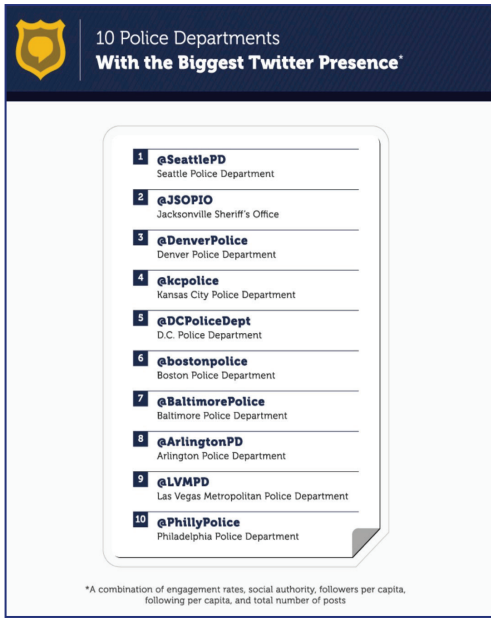 10 Police Departments
With the Biggest Twitter Presence*
1 @SeattlePD
Seattle Police Department
2 @JSOPIO
Jacksonville Sheriff's Office
3 @DenverPolice
Denver Police Department
4 @kcpolice
Kansas City Police Department
5 @DCPoliceDept
D.C. Police Department
6 @bostonpolice
Boston Police Department
7 @BaltimorePolice
Baltimore Police Department
8 @ArlingtonPD
Arlington Police Department
9 @LVMPD
Las Vegas Metropolitan Police Department
10 @PhillyPolice
Philadelphia Police Department
*A combination of engagement rates, social authority, followers per capita,
following per capita, and total number of posts